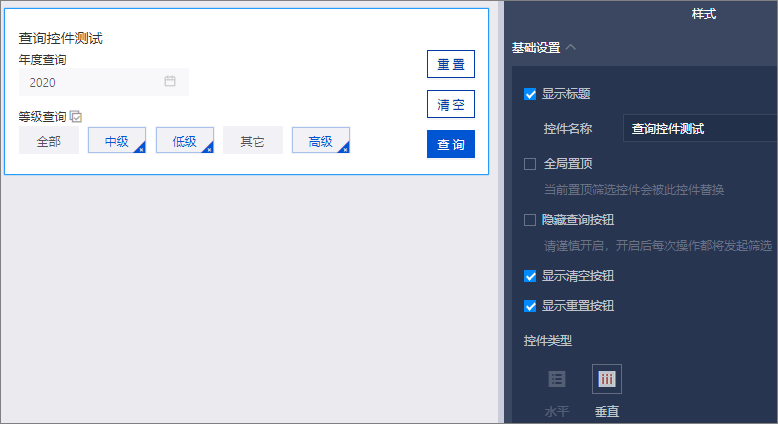 查询控件测试
年度查询
2020
等级查询
全部 中级 低级 其它 高级
重置
清空
查询
样式
基础设置
显示标题
控件名称 查询控件测试
全局置顶
当前置顶筛选控件会被此控件替换
隐藏查询按钮
请谨慎开启，开启后每次操作都将发起筛选
显示清空按钮
显示重置按钮
控件类型
水平 垂直